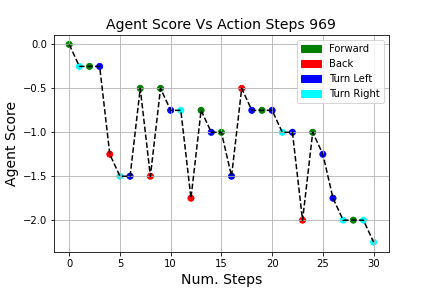 Agent Score Vs Action Steps 969
Agent Score
0.0
−0.5
−1.0
−1.5
−2.0
Forward
Back
Turn Left
Turn Right
0 5 10 15 20 25 30
Num. Steps